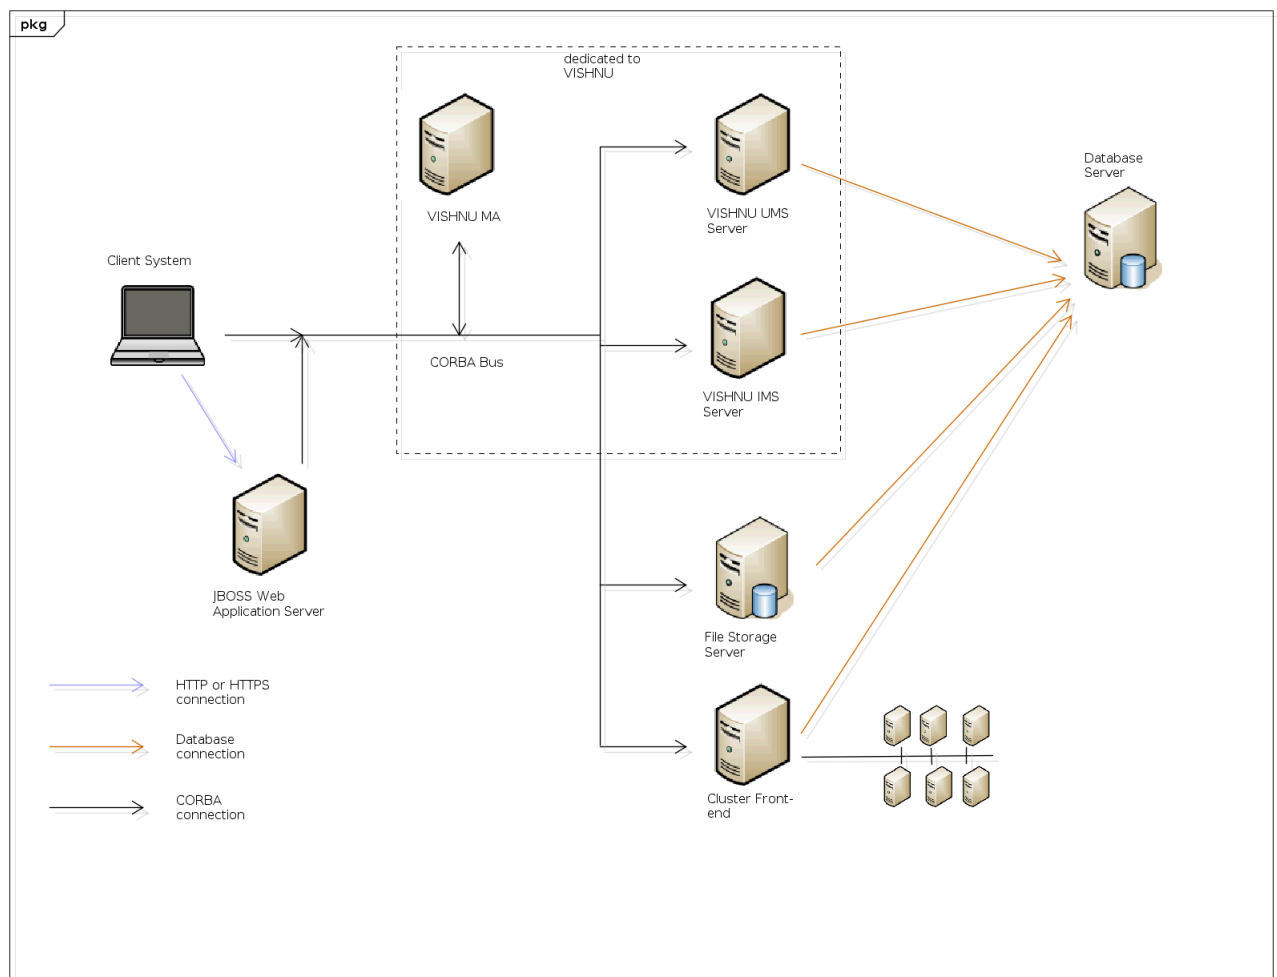 pkg
dedicated to
VISHNU
VISHNU MA
VISHNU UMS
Server
Database
Server
Client System
CORBA Bus
VISHNU IMS
Server
JBOSS Web
Application Server
File Storage
Server
HTTP or HTTPS
connection
Database
connection
CORBA
connection
Cluster Front-
end